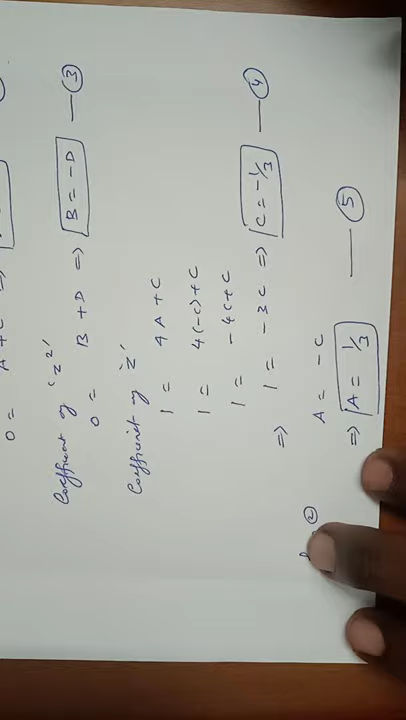 0 = A + C ⇒
Coefficient of 'z²'
0 = B + D ⇒ B = -D — ③
Coefficient of 'z'
1 = 4A + C
1 = 4(-C) + C
1 = -4C + C
⇒ 1 = -3C ⇒ C = -1/3 — ④
② A = -C
⇒ A = 1/3 — ⑤